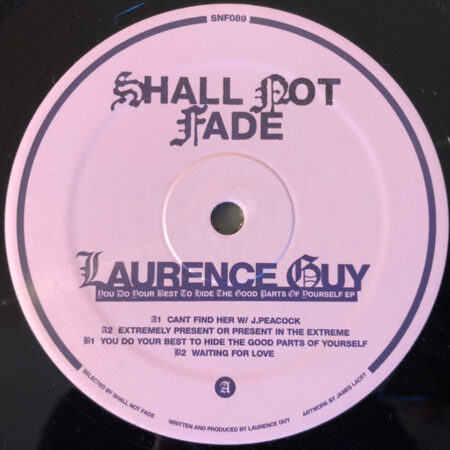 SNF089
SHALL NOT
FADE
LAURENCE GUY
YOU DO YOUR BEST TO HIDE THE GOOD PARTS OF YOURSELF EP
A1 CANT FIND HER W/ J.PEACOCK
A2 EXTREMELY PRESENT OR PRESENT IN THE EXTREME
B1 YOU DO YOUR BEST TO HIDE THE GOOD PARTS OF YOURSELF
B2 WAITING FOR LOVE
A
SELECTED BY SHALL NOT FADE
WRITTEN AND PRODUCED BY LAURENCE GUY
ARTWORK BY JAMES LACEY